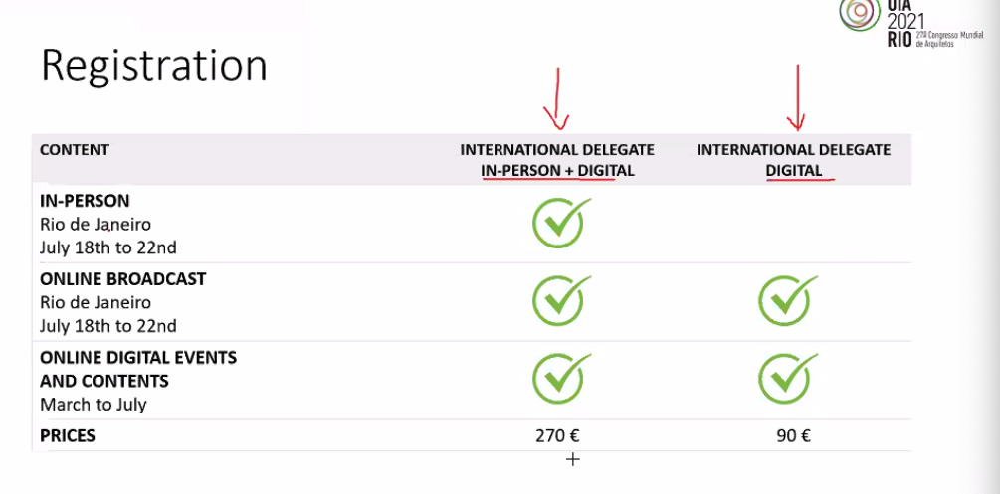 UIA
2021
RIO 27º Congresso Mundial
de Arquitetos
Registration
CONTENT
INTERNATIONAL DELEGATE
IN-PERSON + DIGITAL
INTERNATIONAL DELEGATE
DIGITAL
IN-PERSON
Rio de Janeiro
July 18th to 22nd
ONLINE BROADCAST
Rio de Janeiro
July 18th to 22nd
ONLINE DIGITAL EVENTS
AND CONTENTS
March to July
PRICES 270 € 90 €